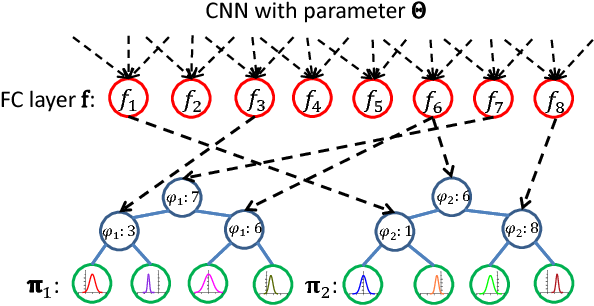 CNN with parameter Θ
FC layer f: f₁ f₂ f₃ f₄ f₅ f₆ f₇ f₈
φ₁:7 φ₂:6
φ₁:3 φ₁:6 φ₂:1 φ₂:8
π₁: π₂: